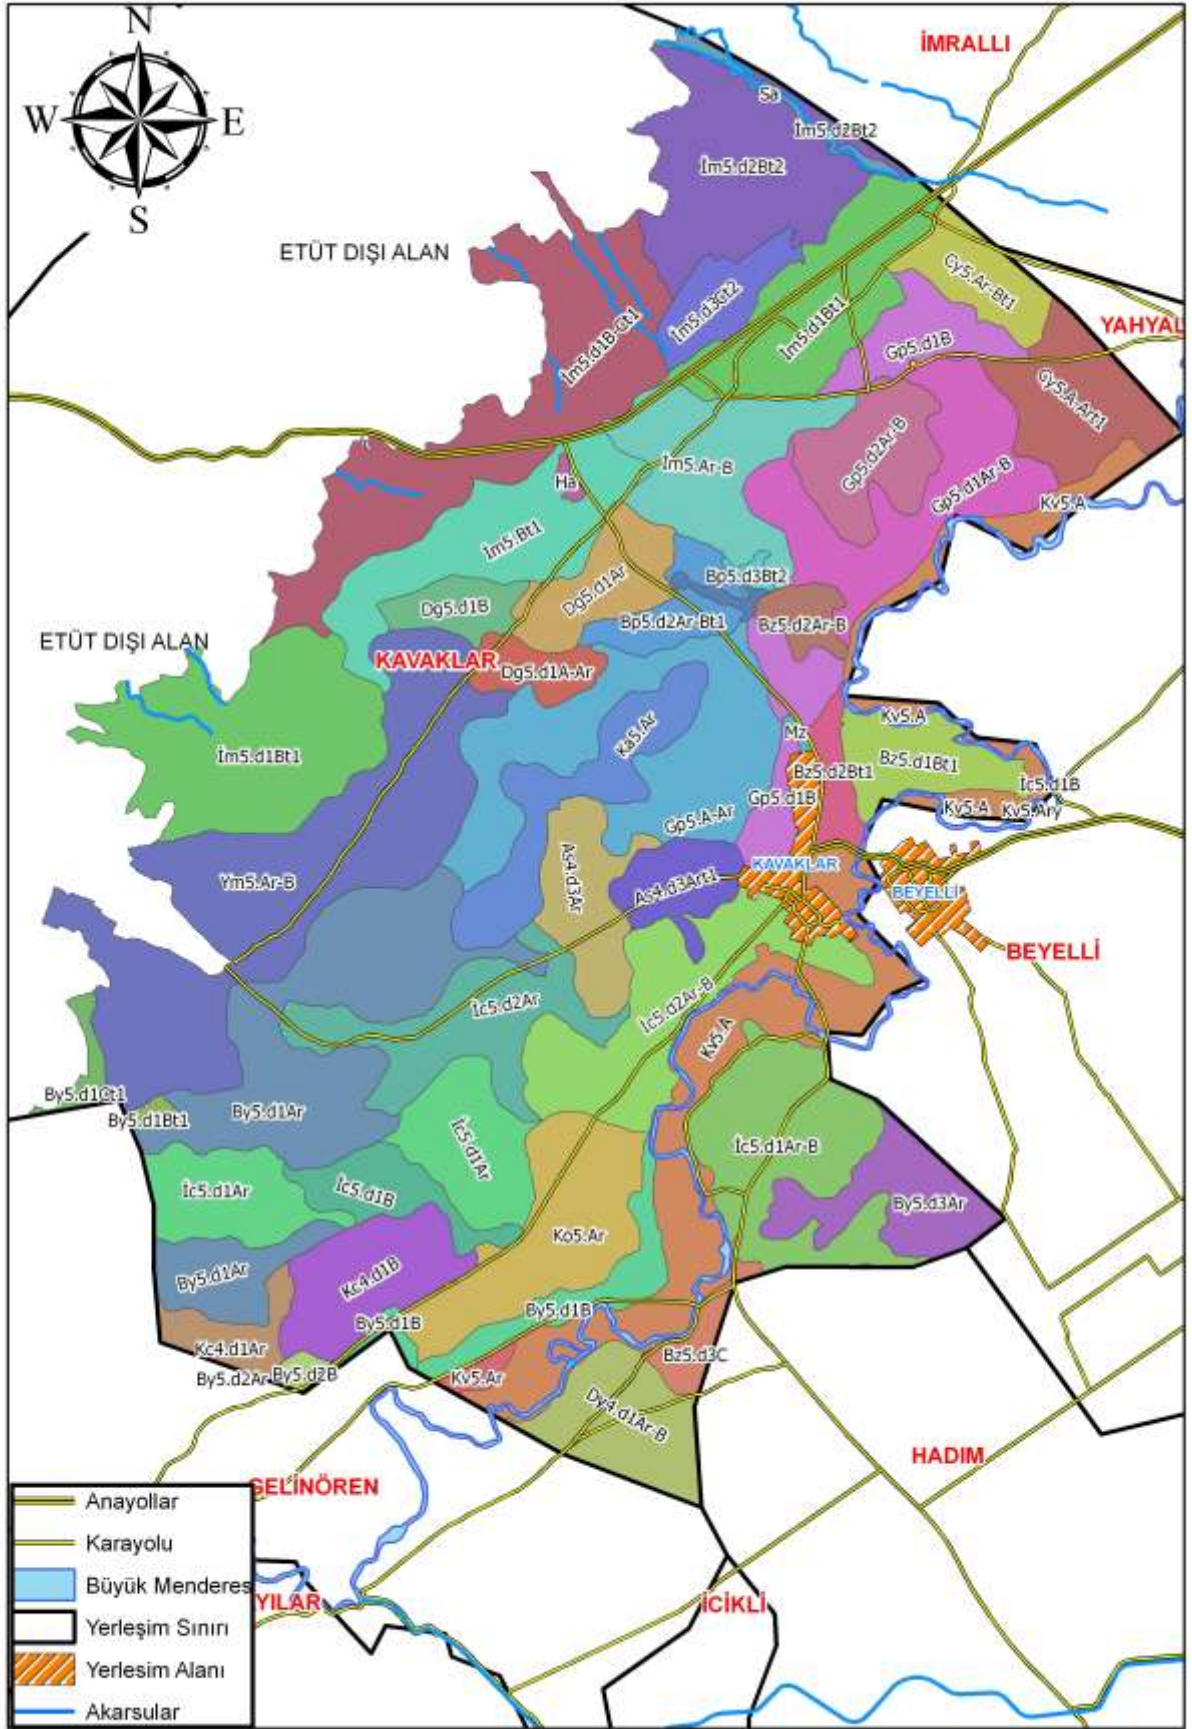 N
W E
S
İMRALLI
Sa
İm5.d2Bt2
İm5.d2Bt2
ETÜT DIŞI ALAN
Cy5.Ar-Bt1
İm5.d3Ct2
İm5.d1Bt1
YAHYAL
İm5.d1B-Ct1
Gp5.d1B
Cy5.A-Art1
Gp5.d2Ar-B
İm5.Ar-B
Ha
Gp5.d1Ar-B
Kv5.A
İm5.Bt1
Dg5.d1Ar
Bp5.d3Bt2
Dg5.d1B
Bp5.d2Ar-Bt1
Bz5.d2Ar-B
ETÜT DIŞI ALAN
KAVAKLAR
Dg5.d1A-Ar
Ka5.Ar
Kv5.A
Mz
İm5.d1Bt1
Bz5.d2Bt1
Bz5.d1Bt1
İc5.d1B
Gp5.d1B
Kv5.A
Kv5.Ary
Gp5.A-Ar
As4.d3Ar
KAVAKLAR
Ym5.Ar-B
As4.d3Art1
BEYELLİ
BEYELLİ
İc5.d2Ar
İc5.d2Ar-B
Kv5.A
By5.d1Ct1
By5.d1Bt1
By5.d1Ar
İc5.d1Ar
İc5.d1Ar-B
İc5.d1Ar
İc5.d1B
By5.d3Ar
Ko5.Ar
By5.d1Ar
Kc4.d1B
By5.d1B
By5.d1B
Kc4.d1Ar
Bz5.d3C
By5.d2Ar
By5.d2B
Kv5.Ar
Dy4.d1Ar-B
HADIM
SELİNÖREN
Anayollar
Karayolu
Büyük Menderes
YILAR
İCİKLİ
Yerleşim Sınırı
Yerlesim Alanı
Akarsular